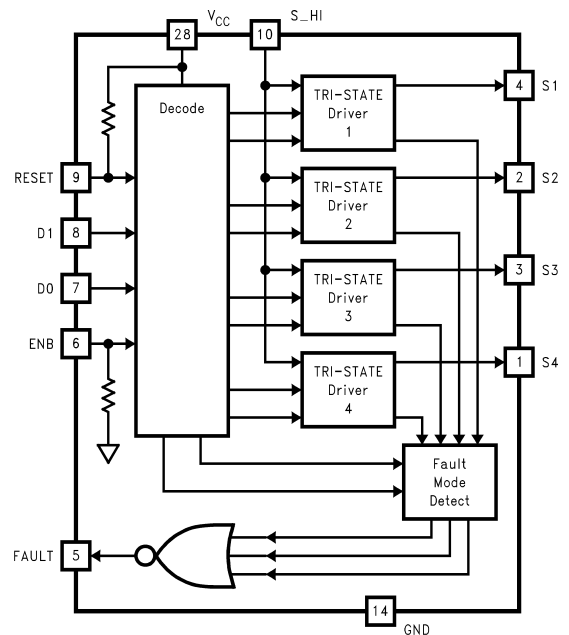 V_CC S_HI
28 10
Decode
TRI-STATE
Driver
1
4 S1
RESET 9
TRI-STATE
Driver
2
2 S2
D1 8
D0 7
TRI-STATE
Driver
3
3 S3
ENB 6
TRI-STATE
Driver
4
1 S4
Fault
Mode
Detect
FAULT 5
14
GND